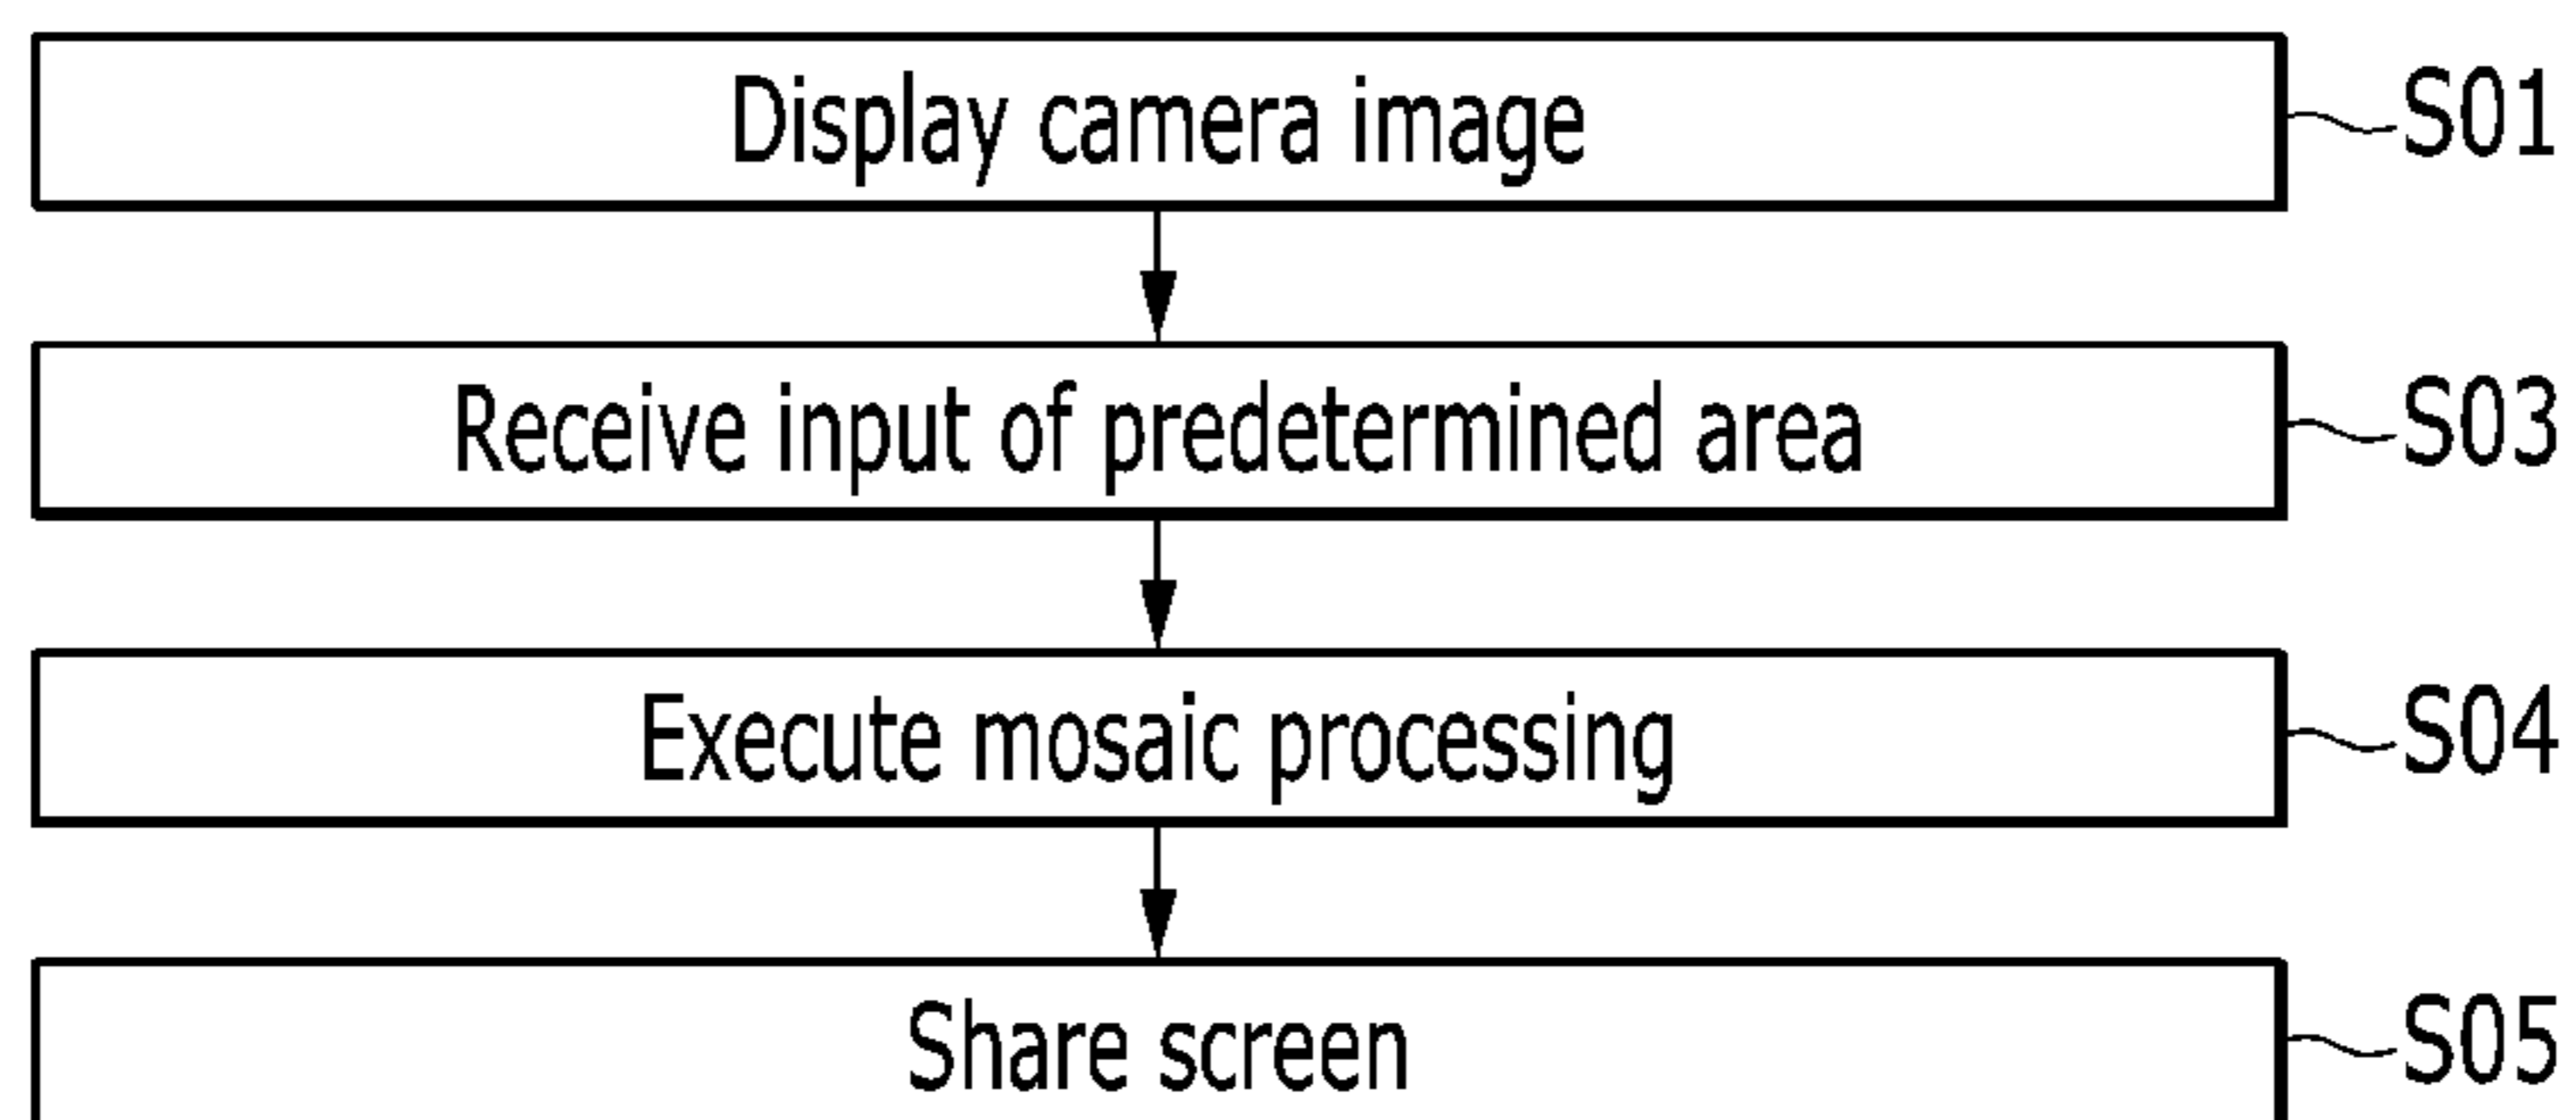 Display camera image S01
Receive input of predetermined area S03
Execute mosaic processing S04
Share screen S05